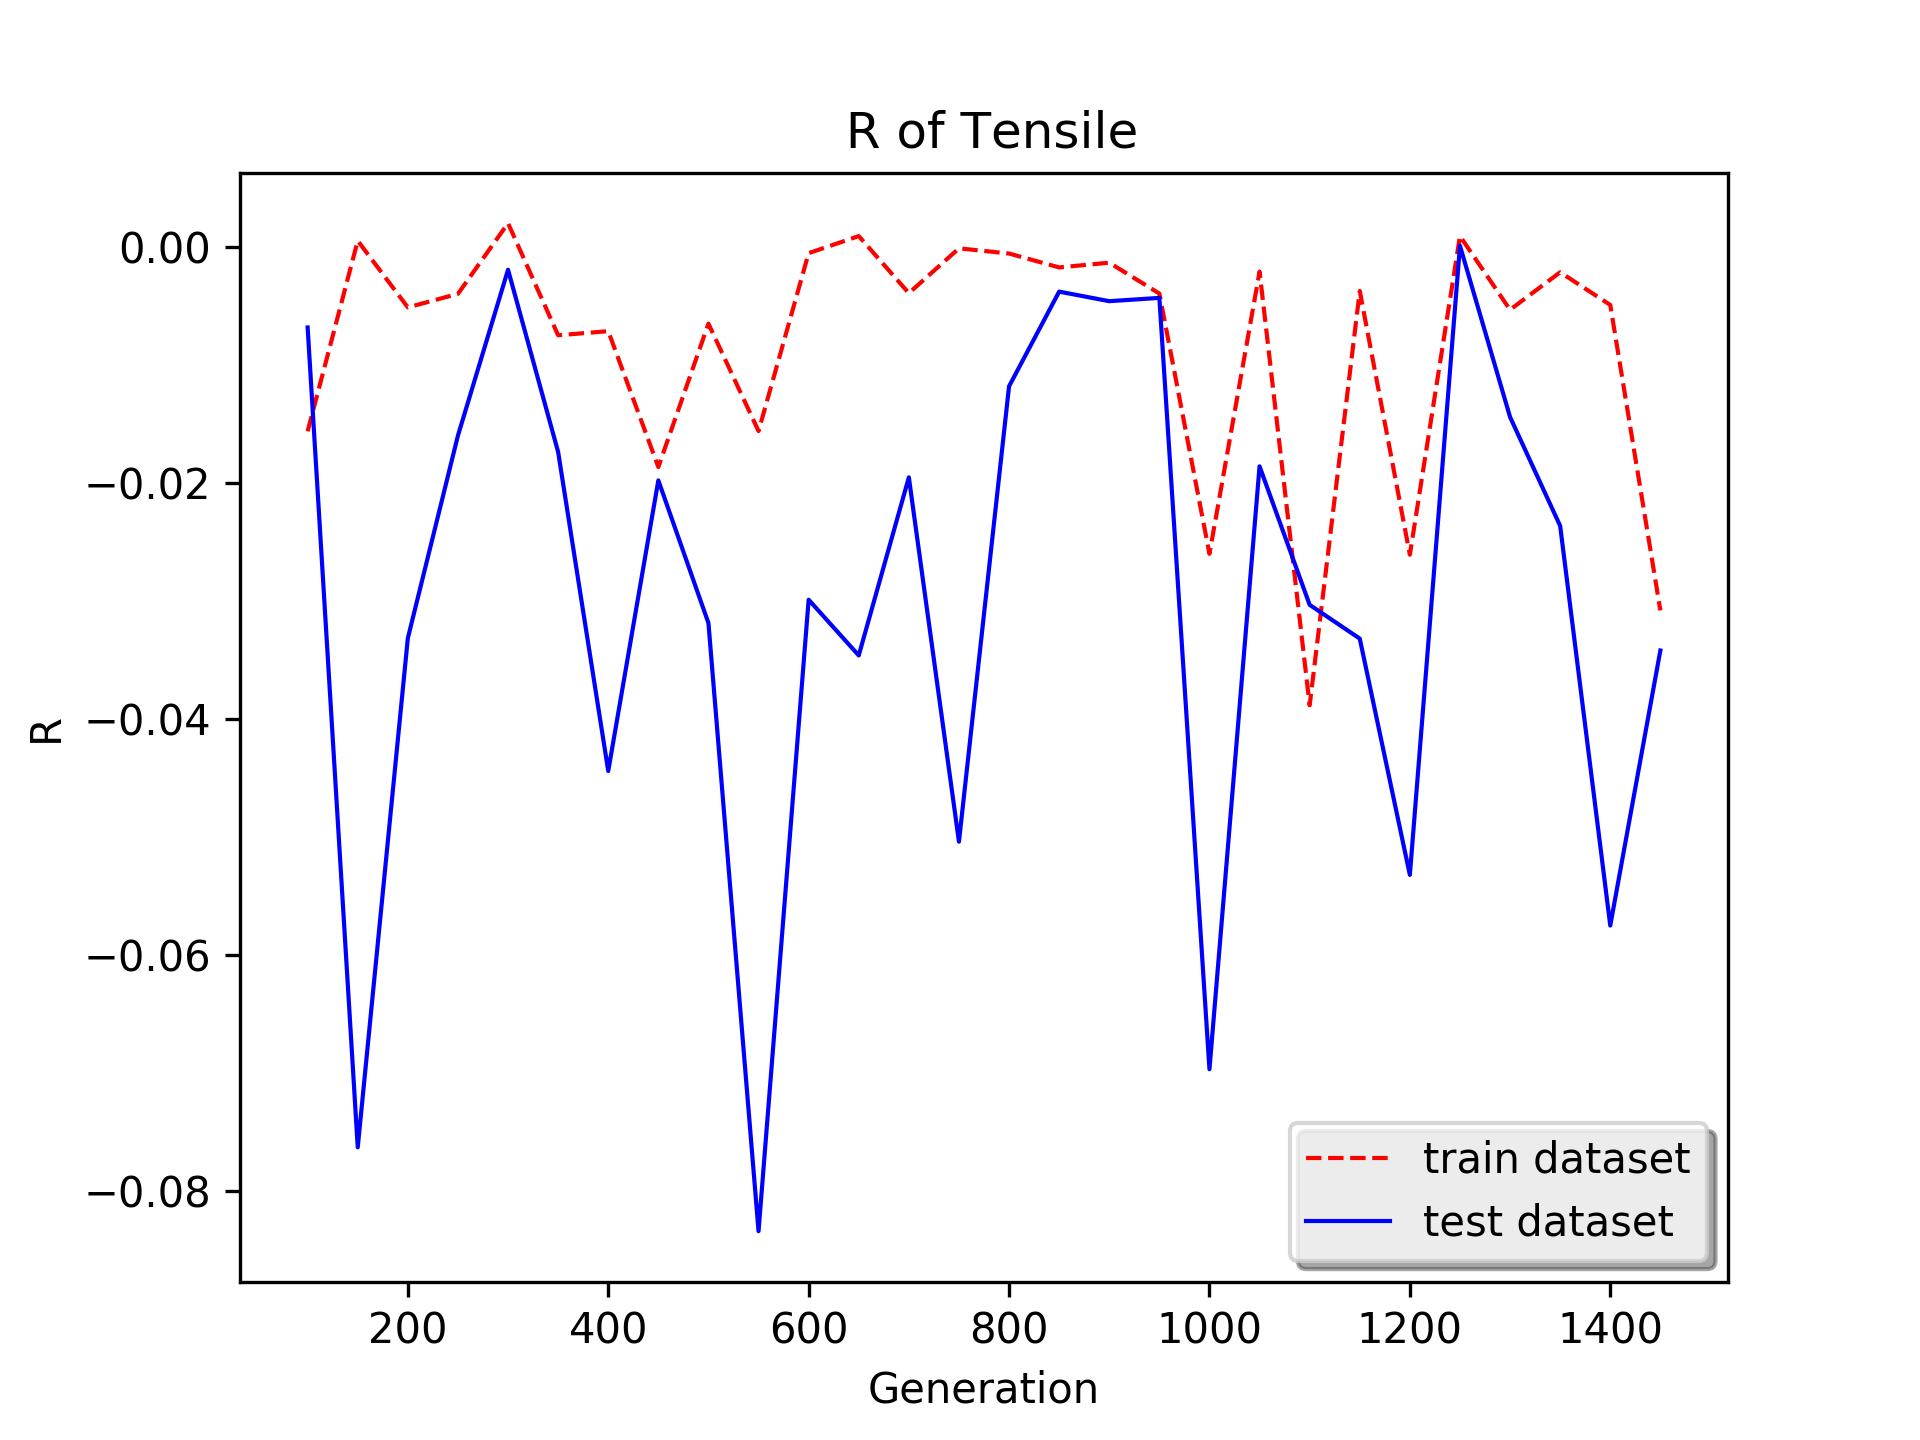 R of Tensile
0.00
−0.02
−0.04
−0.06
−0.08
R
200 400 600 800 1000 1200 1400
Generation
train dataset
test dataset